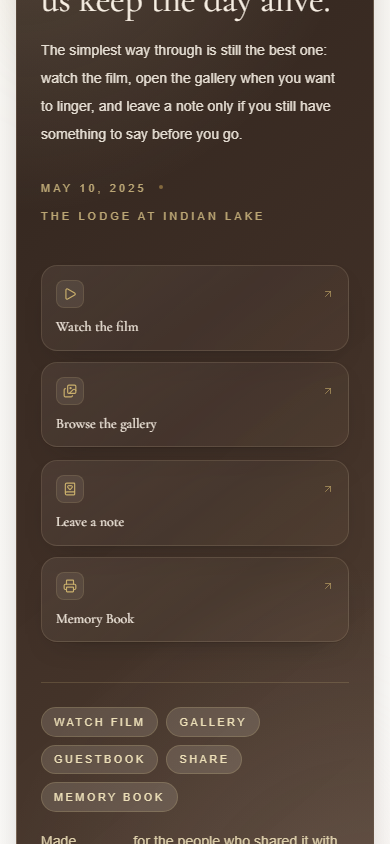 us keep the day alive.
The simplest way through is still the best one:
watch the film, open the gallery when you want
to linger, and leave a note only if you still have
something to say before you go.
MAY 10, 2025 •
THE LODGE AT INDIAN LAKE
Watch the film
Browse the gallery
Leave a note
Memory Book
WATCH FILM GALLERY
GUESTBOOK SHARE
MEMORY BOOK
Made for the people who shared it with